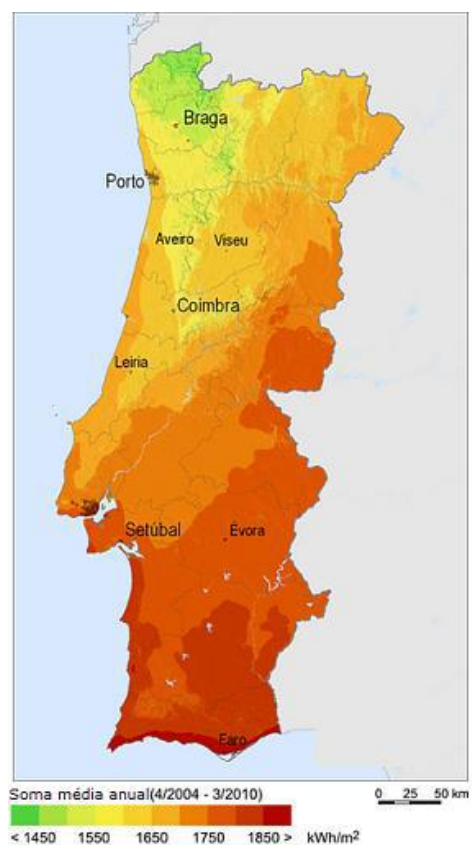 Braga
Porto
Aveiro Viseu
Coimbra
Leiria
Setúbal Évora
Faro
Soma média anual(4/2004 - 3/2010)
0 25 50 km
< 1450 1550 1650 1750 1850 > kWh/m²